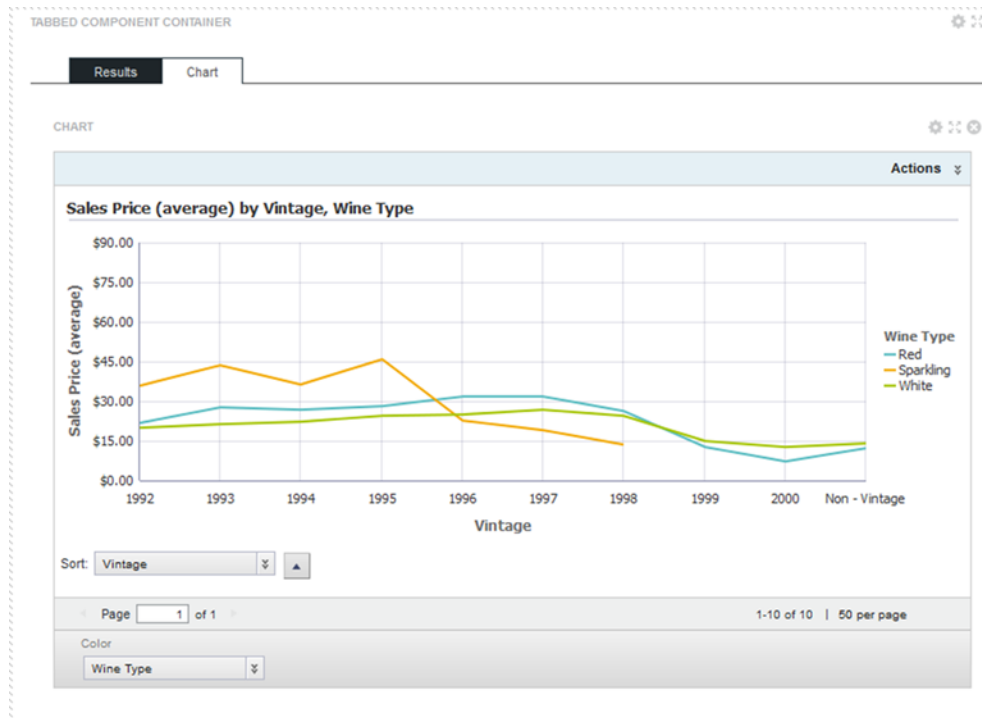 TABBED COMPONENT CONTAINER
Results Chart
CHART
Actions
Sales Price (average) by Vintage, Wine Type
$90.00
$75.00
$60.00
$45.00
$30.00
$15.00
$0.00
Sales Price (average)
1992 1993 1994 1995 1996 1997 1998 1999 2000 Non - Vintage
Vintage
Wine Type
Red
Sparkling
White
Sort: Vintage
Page 1 of 1 1-10 of 10 | 50 per page
Color
Wine Type